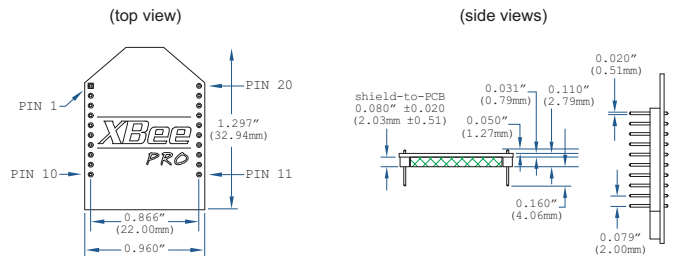 (top view)
(side views)
PIN 1
PIN 20
PIN 10
PIN 11
XBee
PRO
1.297"
(32.94mm)
0.866"
(22.00mm)
0.960"
shield-to-PCB
0.080" ±0.020
(2.03mm ±0.51)
0.031"
(0.79mm)
0.110"
(2.79mm)
0.050"
(1.27mm)
0.160"
(4.06mm)
0.020"
(0.51mm)
0.079"
(2.00mm)